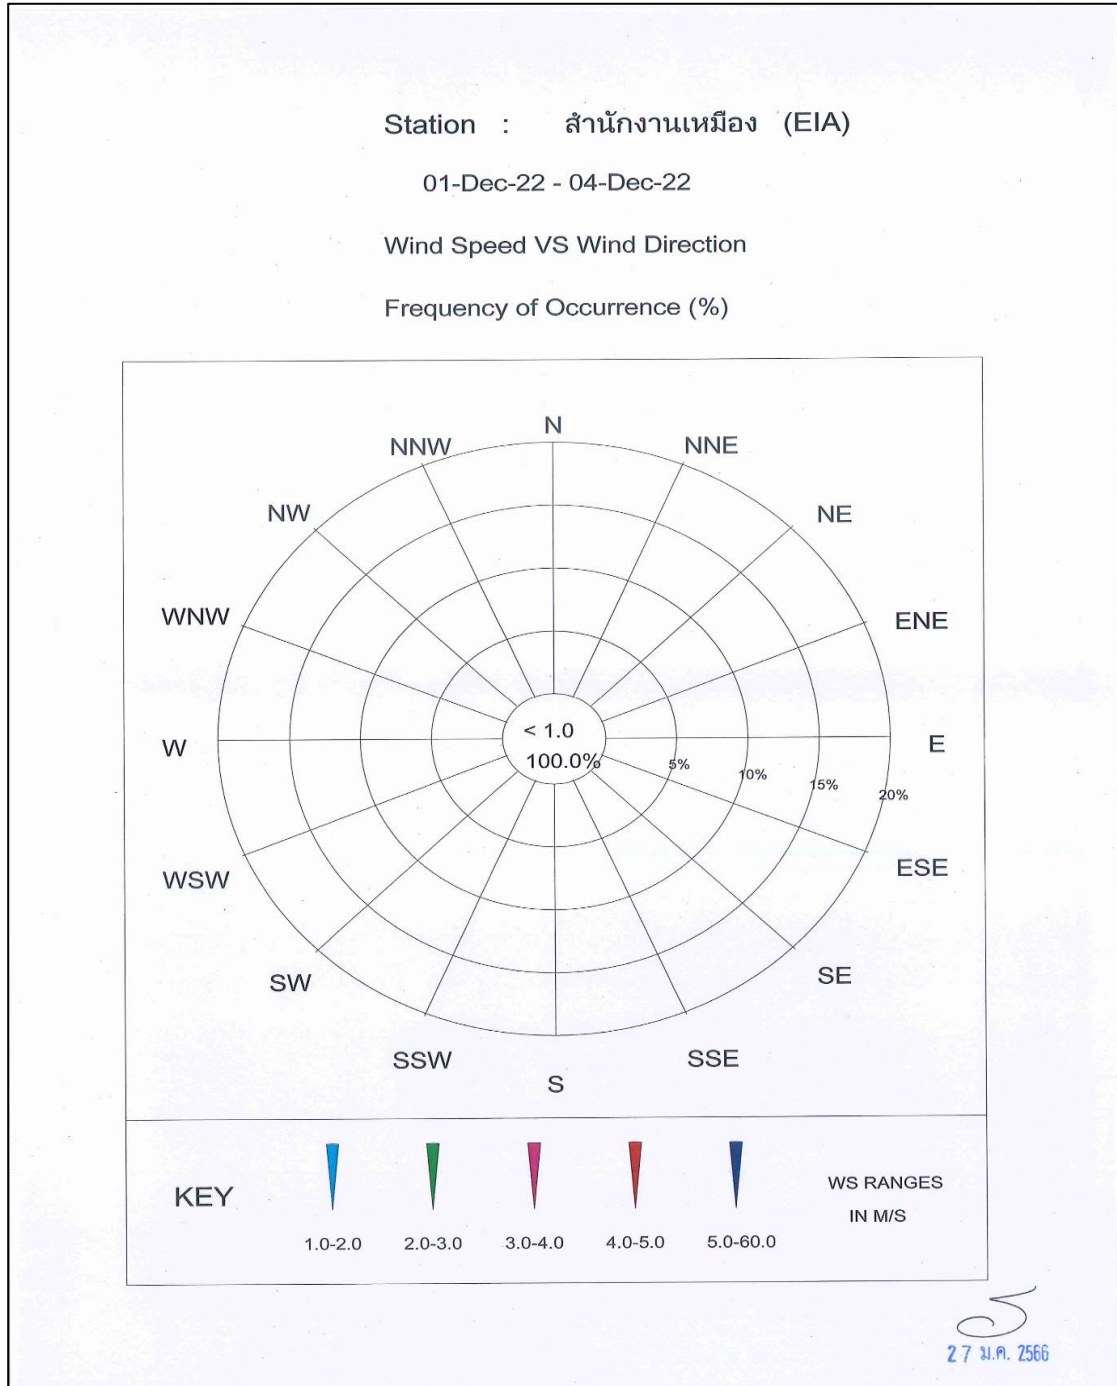 Station : สำนักงานเหมือง (EIA)
01-Dec-22 - 04-Dec-22
Wind Speed VS Wind Direction
Frequency of Occurrence (%)
N
NNW
NNE
NW
NE
WNW
ENE
< 1.0
W
E
100.0%
5%
10%
15%
20%
WSW
ESE
SW
SE
SSW
SSE
S
KEY
WS RANGES
IN M/S
1.0-2.0
2.0-3.0
3.0-4.0
4.0-5.0
5.0-60.0
27 ม.ค. 2566